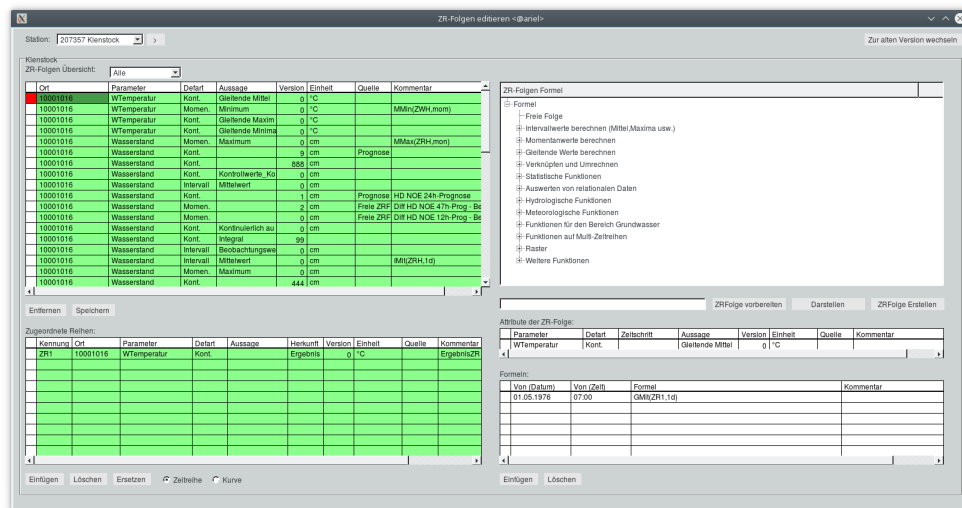 ZR-Folgen editieren <@anel>
Station: 207357 Kienstock >
Zur alten Version wechseln
Kienstock
ZR-Folgen Übersicht: Alle
Ort Parameter Defart Aussage Version Einheit Quelle Kommentar
10001016 WTemperatur Kont. Gleitende Mittel 0 °C
10001016 WTemperatur Momen. Minimum 0 °C MMin(ZWH,mom)
10001016 WTemperatur Kont. Gleitende Maxim 0 °C
10001016 WTemperatur Kont. Gleitende Minima 0 °C
10001016 Wasserstand Momen. Maximum 0 cm MMax(ZRH,mon)
10001016 Wasserstand Kont. 9 cm Prognose
10001016 Wasserstand Kont. 888 cm
10001016 Wasserstand Kont. Kontrollwerte_Ko 0 cm
10001016 Wasserstand Intervall Mittelwert 0 cm
10001016 Wasserstand Kont. 1 cm Prognose HD NOE 24h-Prognose
10001016 Wasserstand Momen. 2 cm Freie ZRF Diff HD NOE 47h-Prog - Be
10001016 Wasserstand Momen. 0 cm Freie ZRF Diff HD NOE 12h-Prog - Be
10001016 Wasserstand Kont. Kontinuierlich au 0 cm
10001016 Wasserstand Kont. Integral 99
10001016 Wasserstand Intervall Beobachtungswe 0 cm
10001016 Wasserstand Intervall Mittelwert 0 cm IMit(ZRH,1d)
10001016 Wasserstand Momen. Maximum 0 cm
10001016 Wasserstand Kont. 444 cm
Entfernen Speichern
Zugeordnete Reihen:
Kennung Ort Parameter Defart Aussage Herkunft Version Einheit Quelle Kommentar
ZR1 10001016 WTemperatur Kont. Ergebnis 0 °C ErgebnisZR
Einfügen Löschen Ersetzen Zeitreihe Kurve
ZR-Folgen Formel
Formel
Freie Folge
Intervallwerte berechnen (Mittel,Maxima usw.)
Momentanwerte berechnen
Gleitende Werte berechnen
Verknüpfen und Umrechnen
Statistische Funktionen
Auswerten von relationalen Daten
Hydrologische Funktionen
Meteorologische Funktionen
Funktionen für den Bereich Grundwasser
Funktionen auf Multi-Zeitreihen
Raster
Weitere Funktionen
ZRFolge vorbereiten Darstellen ZRFolge Erstellen
Attribute der ZR-Folge:
Parameter Defart Zeitschritt Aussage Version Einheit Quelle Kommentar
WTemperatur Kont. Gleitende Mittel 0 °C
Formeln:
Von (Datum) Von (Zeit) Formel Kommentar
01.05.1976 07:00 GMit(ZR1,1d)
Einfügen Löschen